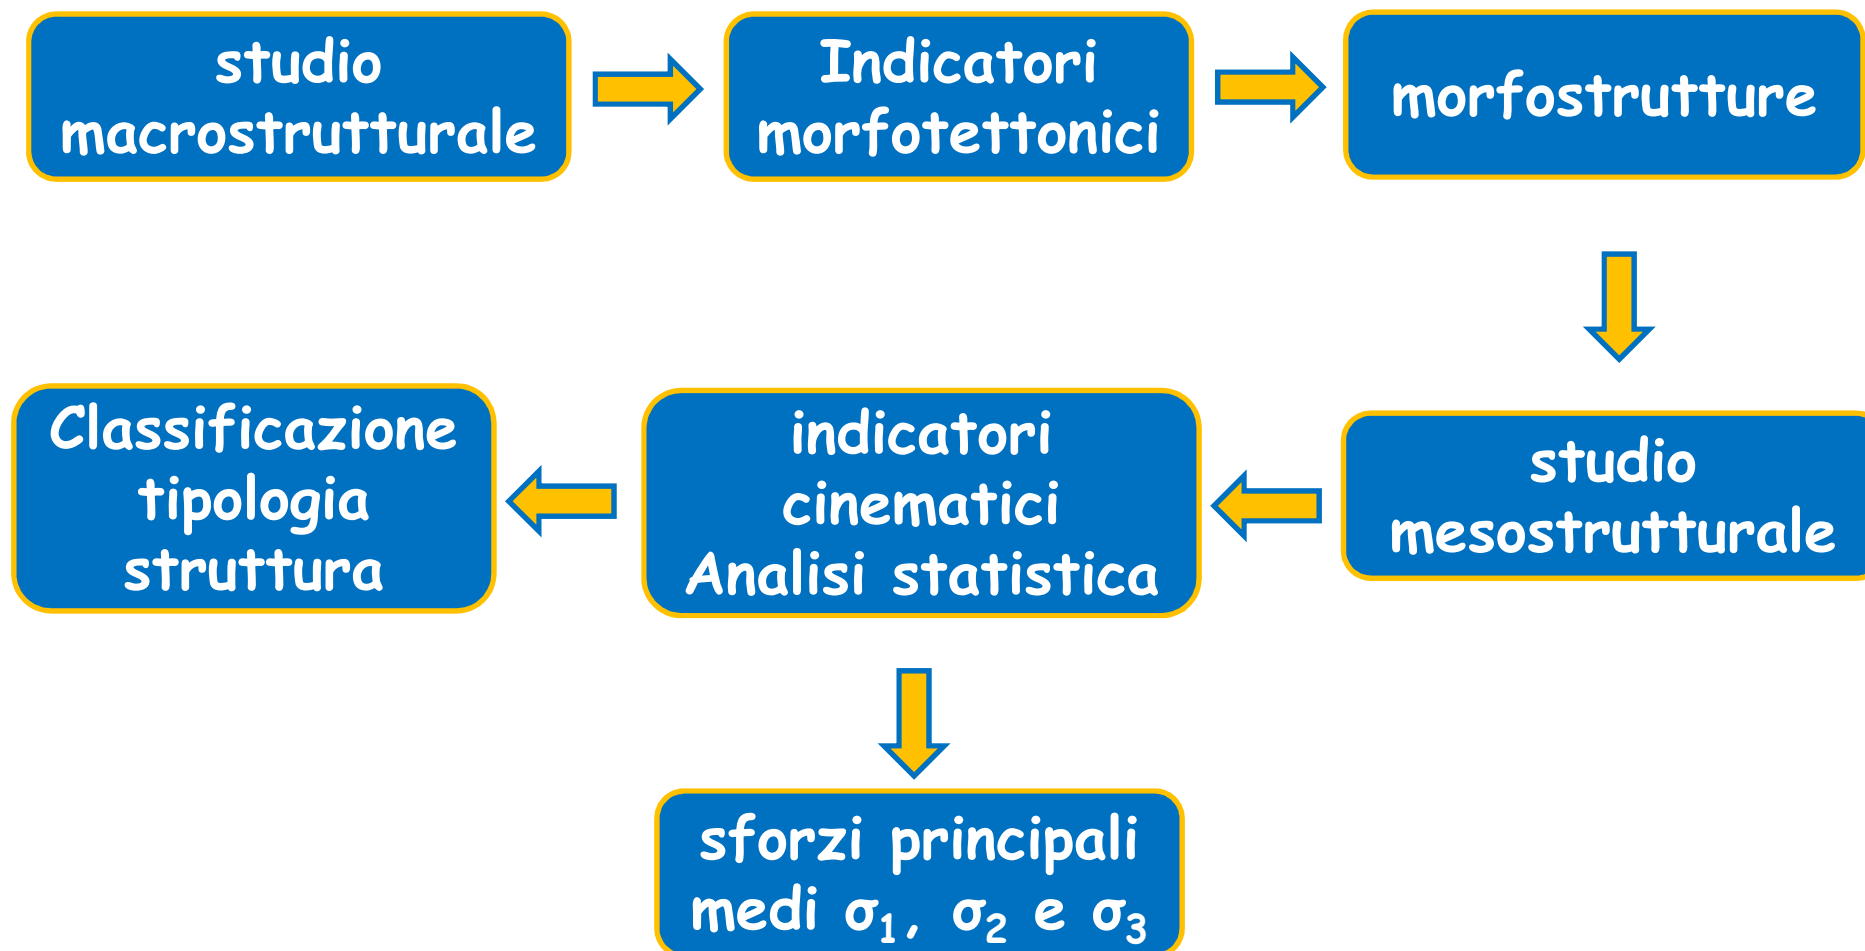 studio
macrostrutturale
Indicatori
morfotettonici
morfostrutture
studio
mesostrutturale
indicatori
cinematici
Analisi statistica
Classificazione
tipologia
struttura
sforzi principali
medi σ₁, σ₂ e σ₃